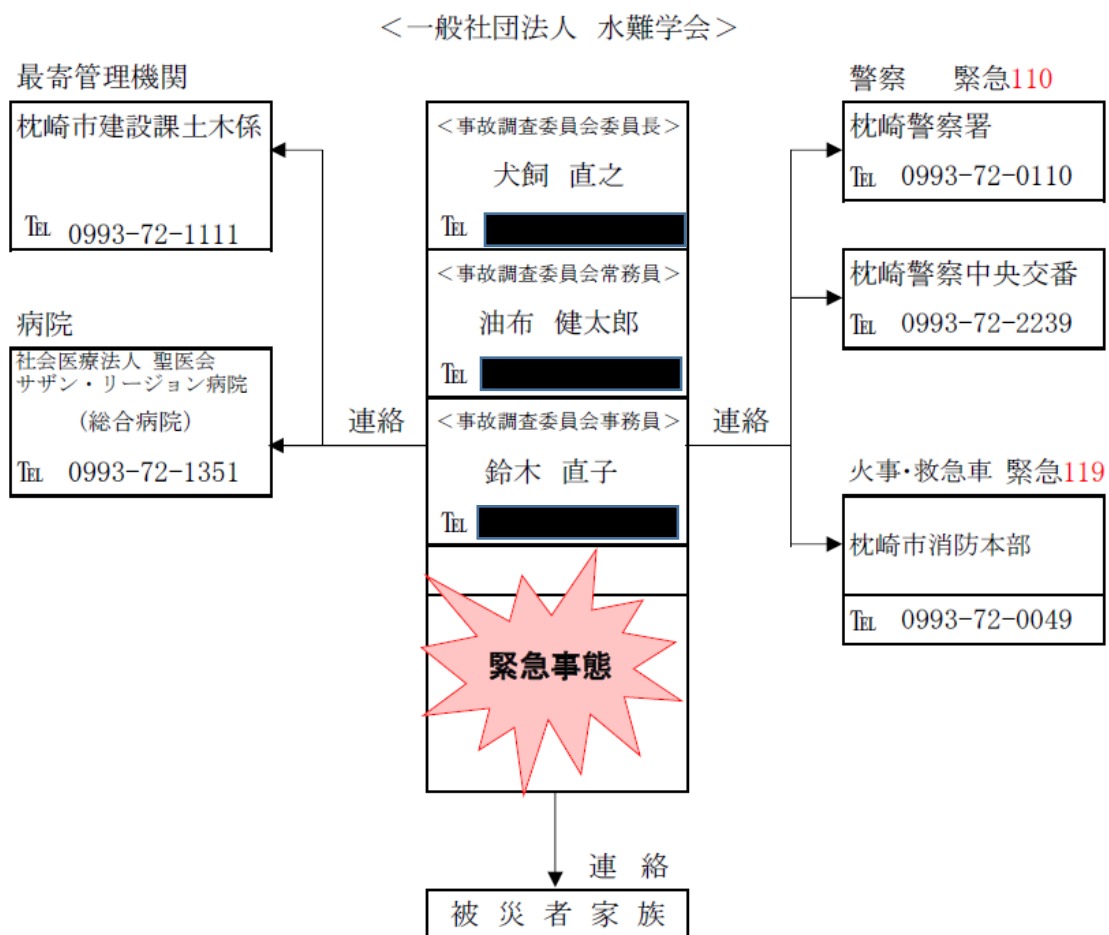 ＜一般社団法人 水難学会＞
最寄管理機関
枕崎市建設課土木係
℡ 0993-72-1111
病院
社会医療法人 聖医会
サザン・リージョン病院
(総合病院)
℡ 0993-72-1351
連絡
＜事故調査委員会委員長＞
犬飼 直之
℡
＜事故調査委員会常務員＞
油布 健太郎
℡
＜事故調査委員会事務員＞
鈴木 直子
℡
緊急事態
連絡
警察 緊急110
枕崎警察署
℡ 0993-72-0110
枕崎警察中央交番
℡ 0993-72-2239
火事・救急車 緊急119
枕崎市消防本部
℡ 0993-72-0049
連 絡
被 災 者 家 族